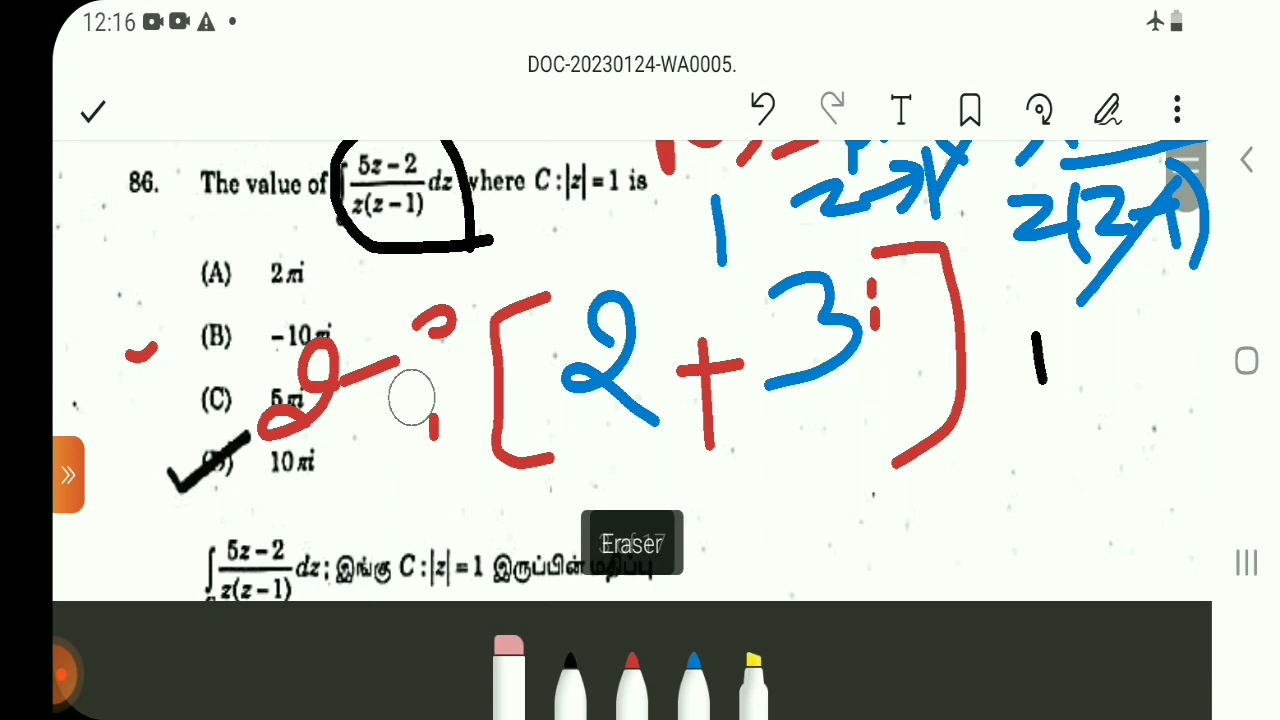 12:16
DOC-20230124-WA0005.
T
86. The value of ∫ 5z – 2 / z(z – 1) dz where C : |z| = 1 is
(A) 2πi
(B) –10πi
(C) 5πi
(D) 10πi
[2 + 3]
∫ 5z – 2 / z(z – 1) dz ; இங்கு C : |z| = 1 இருப்பின் மதிப்பு
Eraser